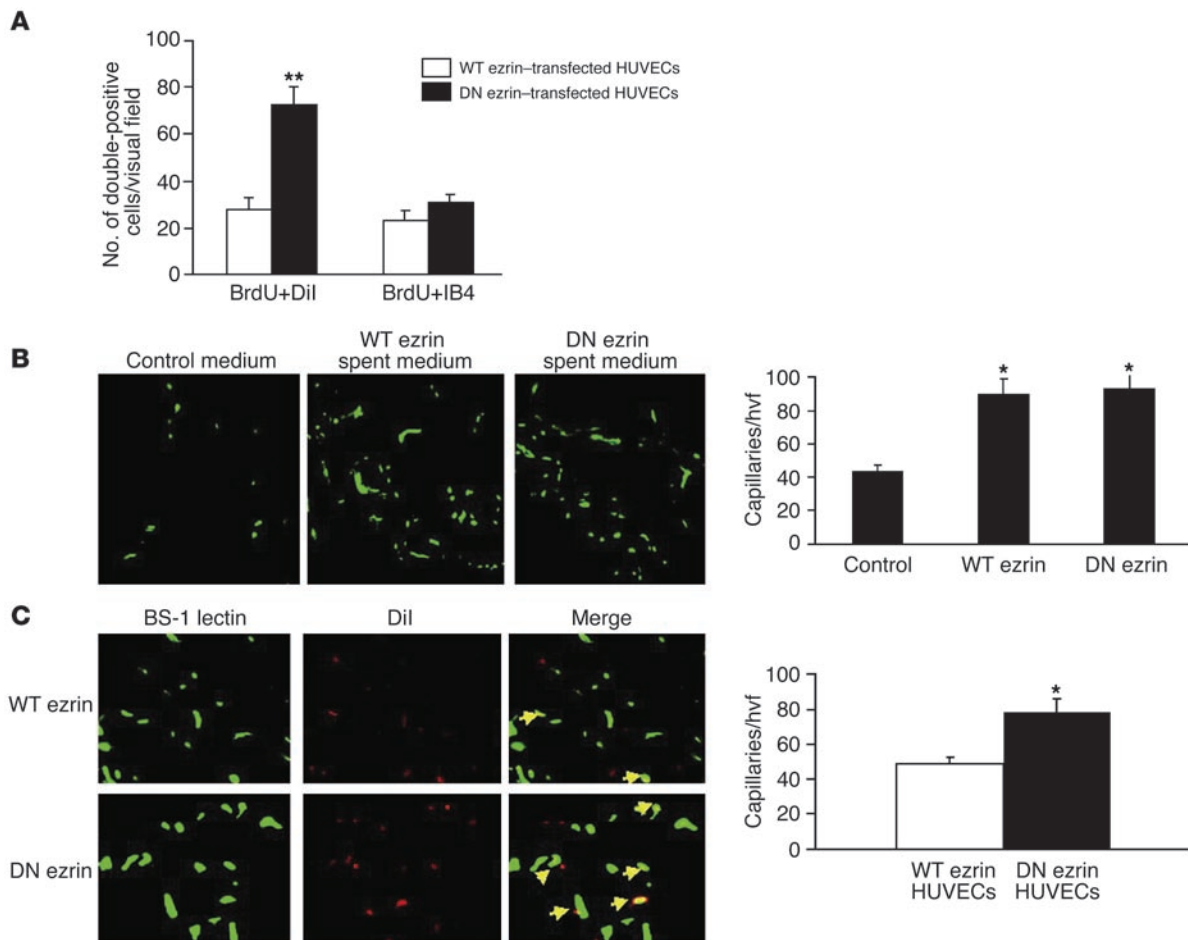 A
100
80
60
40
20
0
No. of double-positive
cells/visual field
**
BrdU+DiI
BrdU+IB4
WT ezrin–transfected HUVECs
DN ezrin–transfected HUVECs
B
Control medium
WT ezrin
spent medium
DN ezrin
spent medium
Capillaries/hvf
100
80
60
40
20
0
*
*
Control
WT ezrin
DN ezrin
C
BS-1 lectin
DiI
Merge
WT ezrin
DN ezrin
Capillaries/hvf
100
80
60
40
20
0
*
WT ezrin
HUVECs
DN ezrin
HUVECs